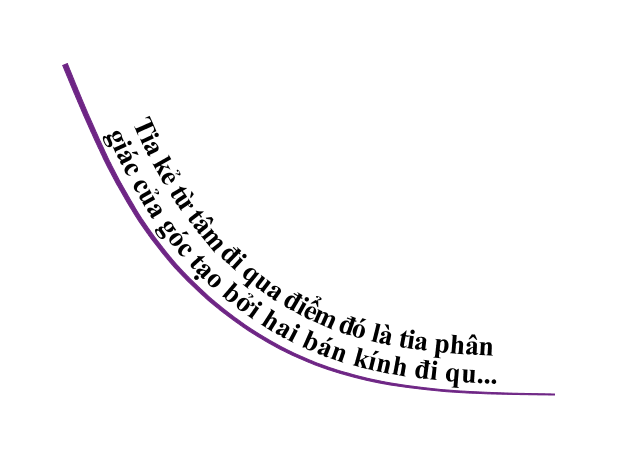 Tia kẻ từ tâm đi qua điểm đó là tia phân
giác của góc tạo bởi hai bán kính đi qu...